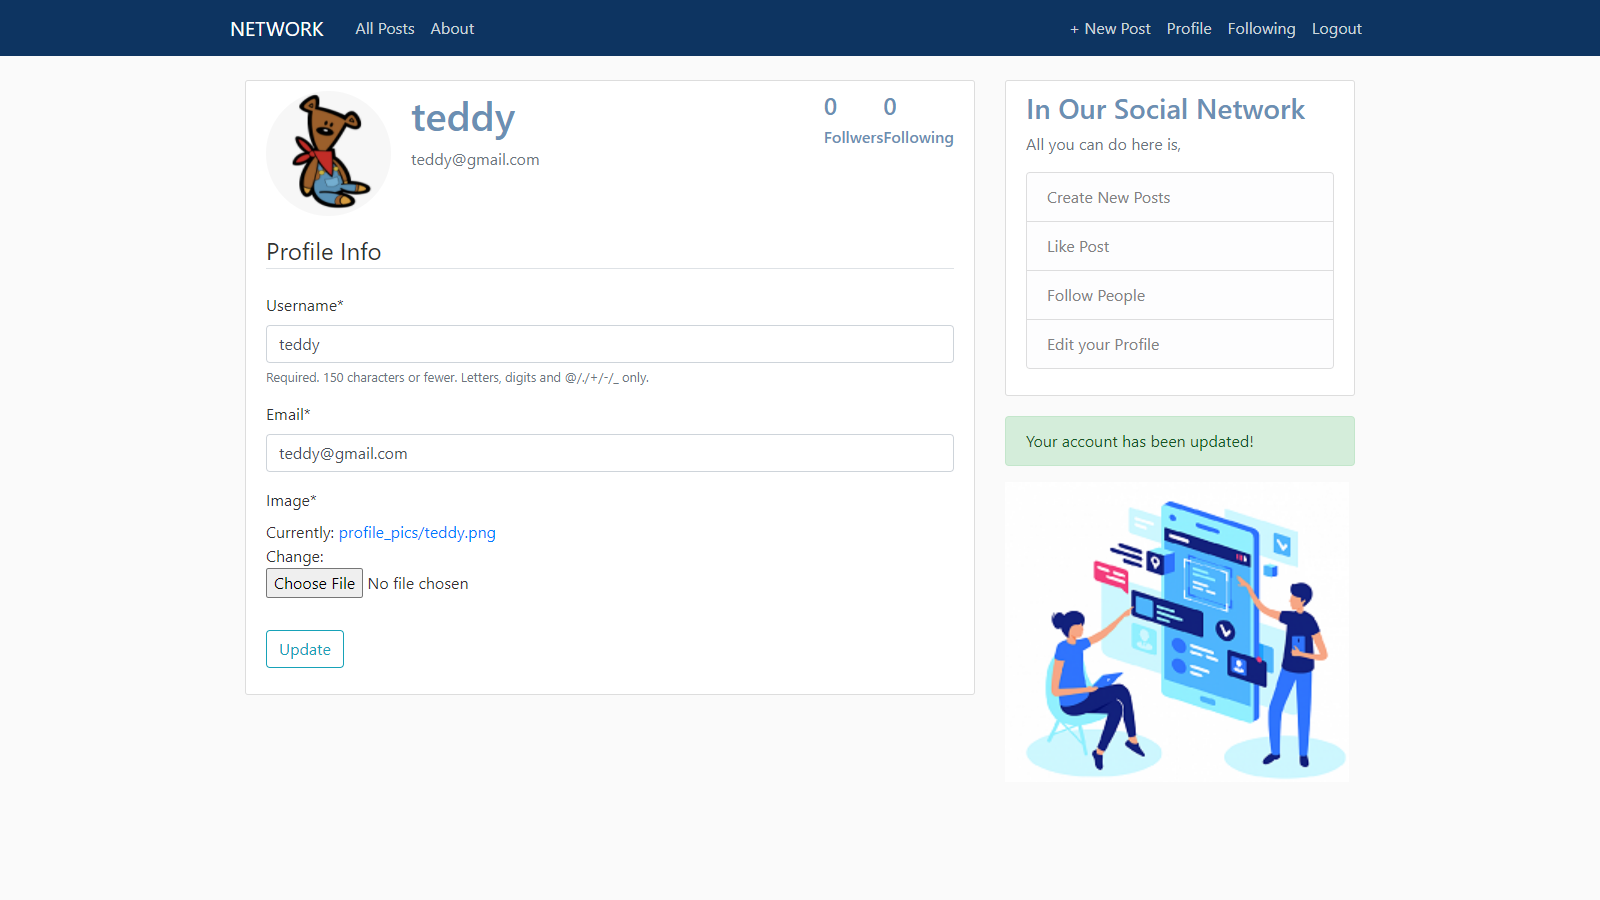 NETWORK All Posts About + New Post Profile Following Logout
teddy
teddy@gmail.com
0 0
Follwers Following
Profile Info
Username*
teddy
Required. 150 characters or fewer. Letters, digits and @/./+/-/_ only.
Email*
teddy@gmail.com
Image*
Currently: profile_pics/teddy.png
Change:
Choose File No file chosen
Update
In Our Social Network
All you can do here is,
Create New Posts
Like Post
Follow People
Edit your Profile
Your account has been updated!